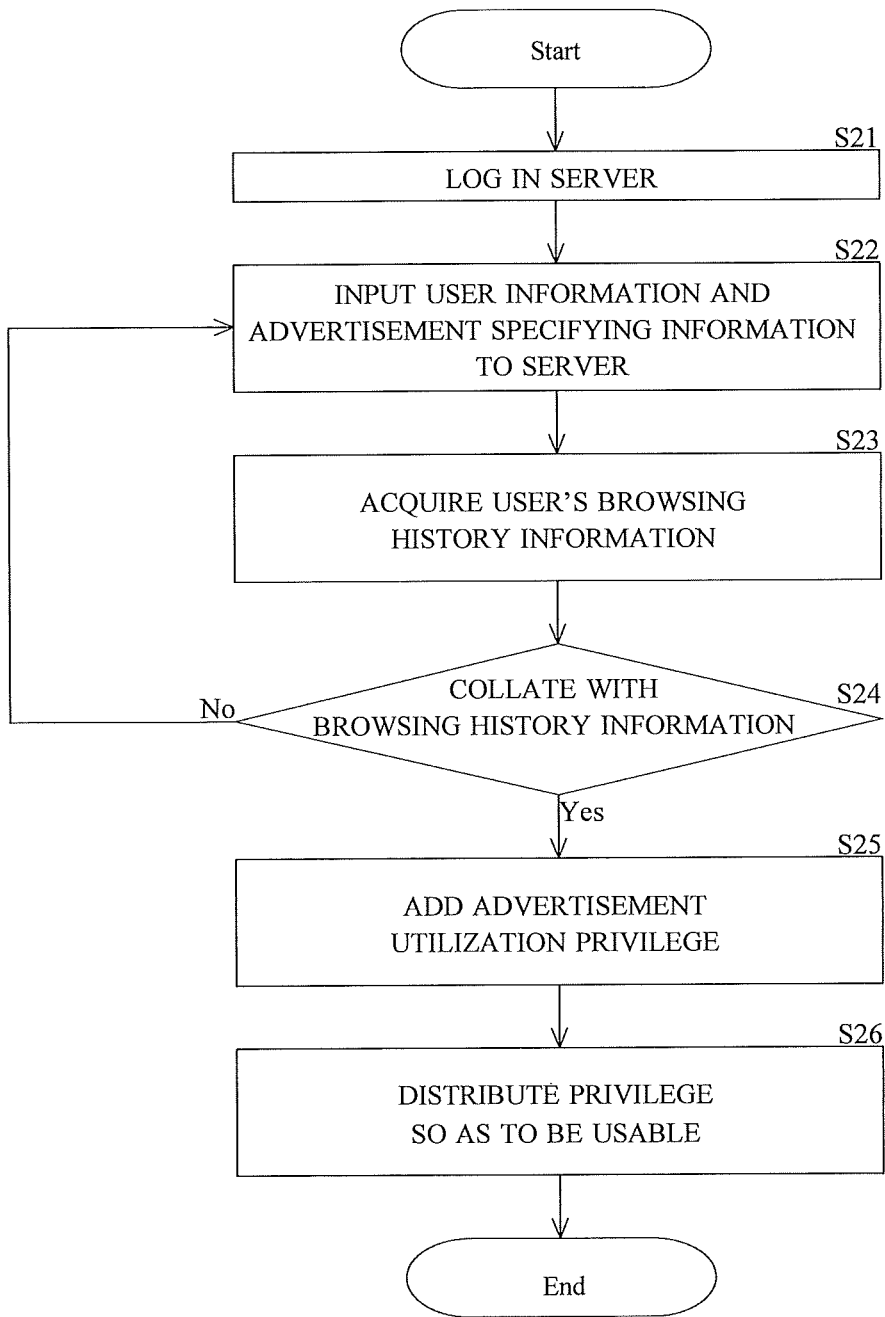 Start
S21
LOG IN SERVER
S22
INPUT USER INFORMATION AND
ADVERTISEMENT SPECIFYING INFORMATION
TO SERVER
S23
ACQUIRE USER'S BROWSING
HISTORY INFORMATION
COLLATE WITH
BROWSING HISTORY INFORMATION
S24
No
Yes
S25
ADD ADVERTISEMENT
UTILIZATION PRIVILEGE
S26
DISTRIBUTE PRIVILEGE
SO AS TO BE USABLE
End